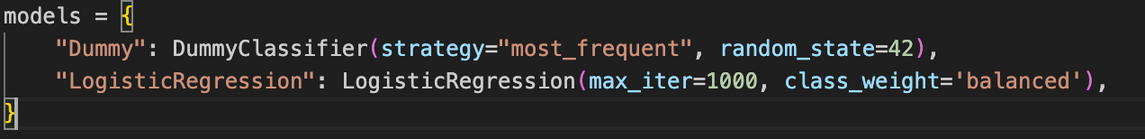 models = {
    "Dummy": DummyClassifier(strategy="most_frequent", random_state=42),
    "LogisticRegression": LogisticRegression(max_iter=1000, class_weight='balanced'),
}